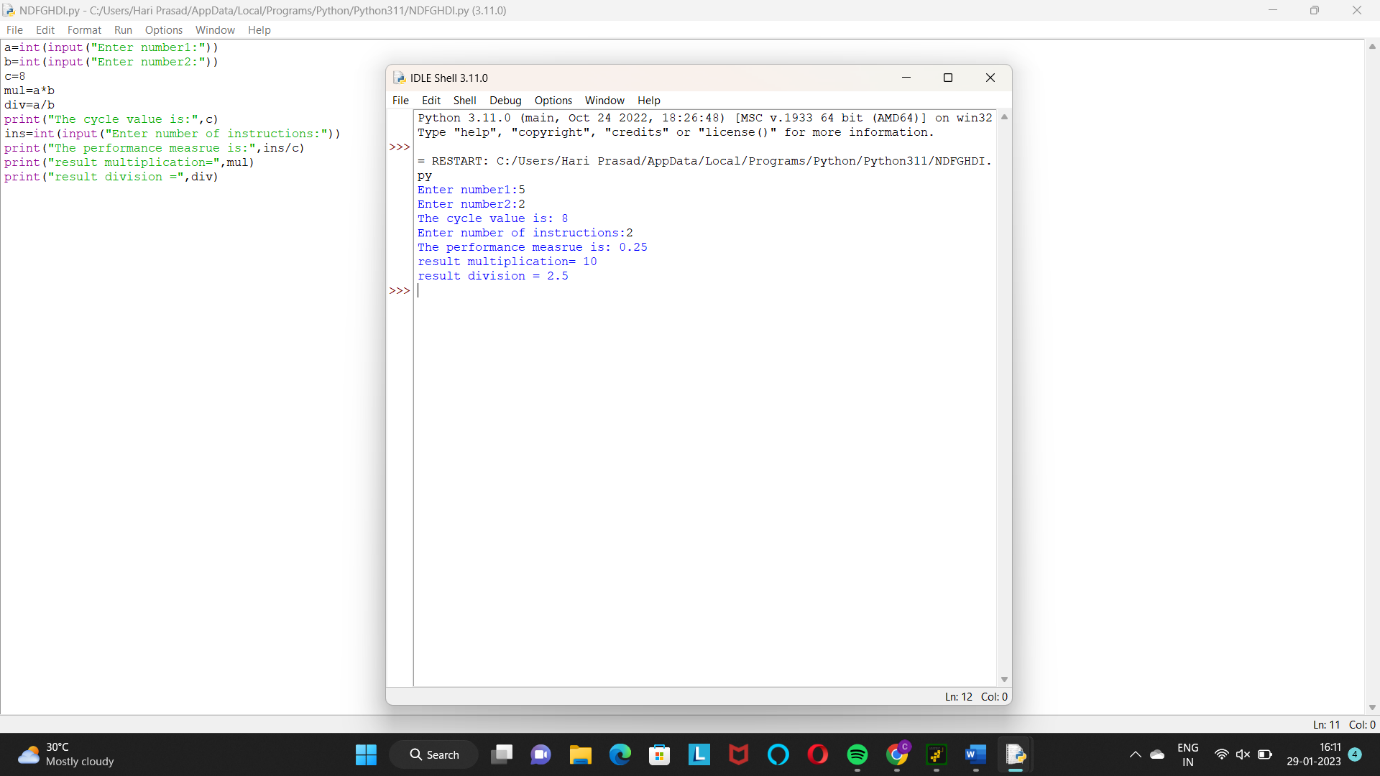 NDFGHDI.py - C:/Users/Hari Prasad/AppData/Local/Programs/Python/Python311/NDFGHDI.py (3.11.0)
File Edit Format Run Options Window Help
a=int(input("Enter number1:"))
b=int(input("Enter number2:"))
c=8
mul=a*b
div=a/b
print("The cycle value is:",c)
ins=int(input("Enter number of instructions:"))
print("The performance measrue is:",ins/c)
print("result multiplication=",mul)
print("result division =",div)
IDLE Shell 3.11.0
File Edit Shell Debug Options Window Help
Python 3.11.0 (main, Oct 24 2022, 18:26:48) [MSC v.1933 64 bit (AMD64)] on win32
Type "help", "copyright", "credits" or "license()" for more information.
>>>
= RESTART: C:/Users/Hari Prasad/AppData/Local/Programs/Python/Python311/NDFGHDI.
py
Enter number1:5
Enter number2:2
The cycle value is: 8
Enter number of instructions:2
The performance measrue is: 0.25
result multiplication= 10
result division = 2.5
>>>
Ln: 12 Col: 0
Ln: 11 Col: 0
30°C
Mostly cloudy
Search
L
C
W
ENG
IN
16:11
29-01-2023
4